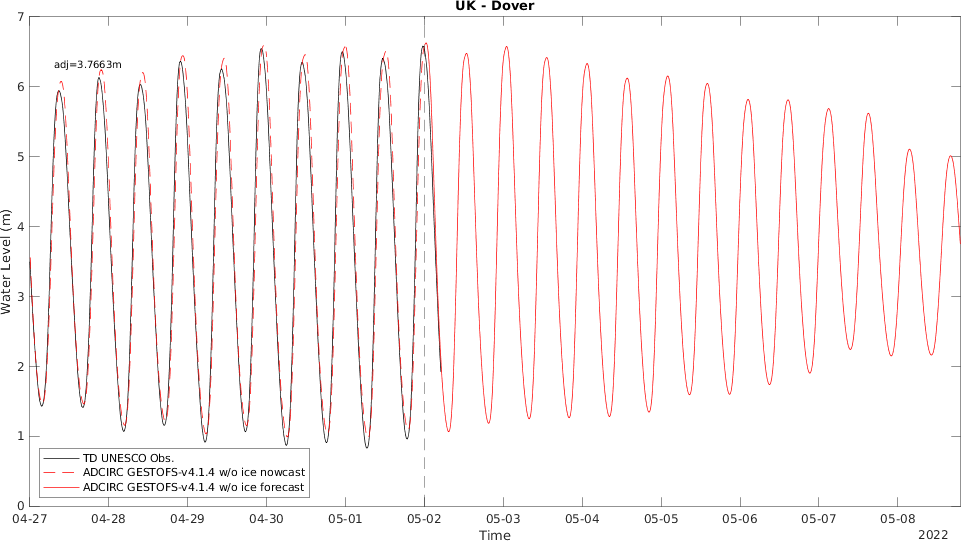 UK - Dover
adj=3.7663m
Water Level (m)
7
6
5
4
3
2
1
0
TD UNESCO Obs.
ADCIRC GESTOFS-v4.1.4 w/o ice nowcast
ADCIRC GESTOFS-v4.1.4 w/o ice forecast
04-27 04-28 04-29 04-30 05-01 05-02 05-03 05-04 05-05 05-06 05-07 05-08
Time
2022